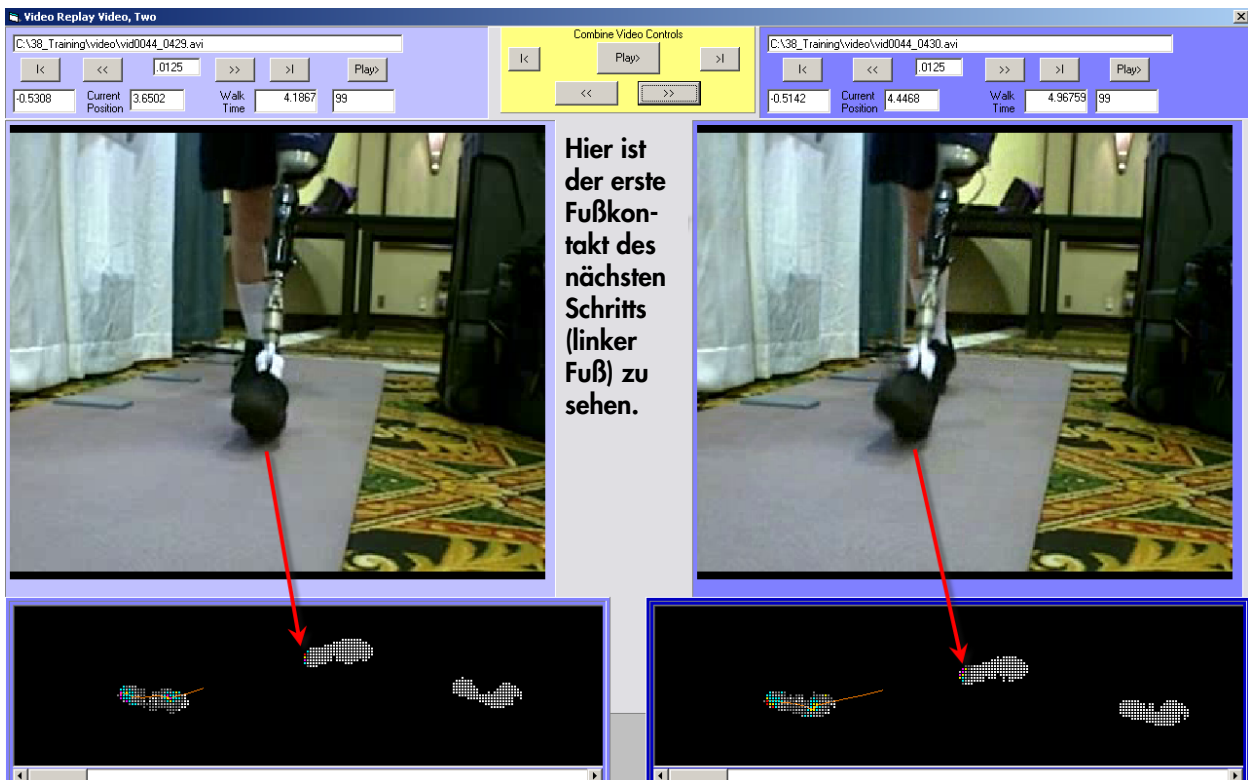 Video Replay Video, Two
C:\38_Training\video\vid0044_0429.avi
|< << .0125 >> >| Play>
-0.5308 Current Position 3.6502 Walk Time 4.1867 99
Combine Video Controls
|< Play> >|
<< >>
C:\38_Training\video\vid0044_0430.avi
|< << .0125 >> >| Play>
-0.5142 Current Position 4.4468 Walk Time 4.96759 99
Hier ist
der erste
Fußkon-
takt des
nächsten
Schritts
(linker
Fuß) zu
sehen.